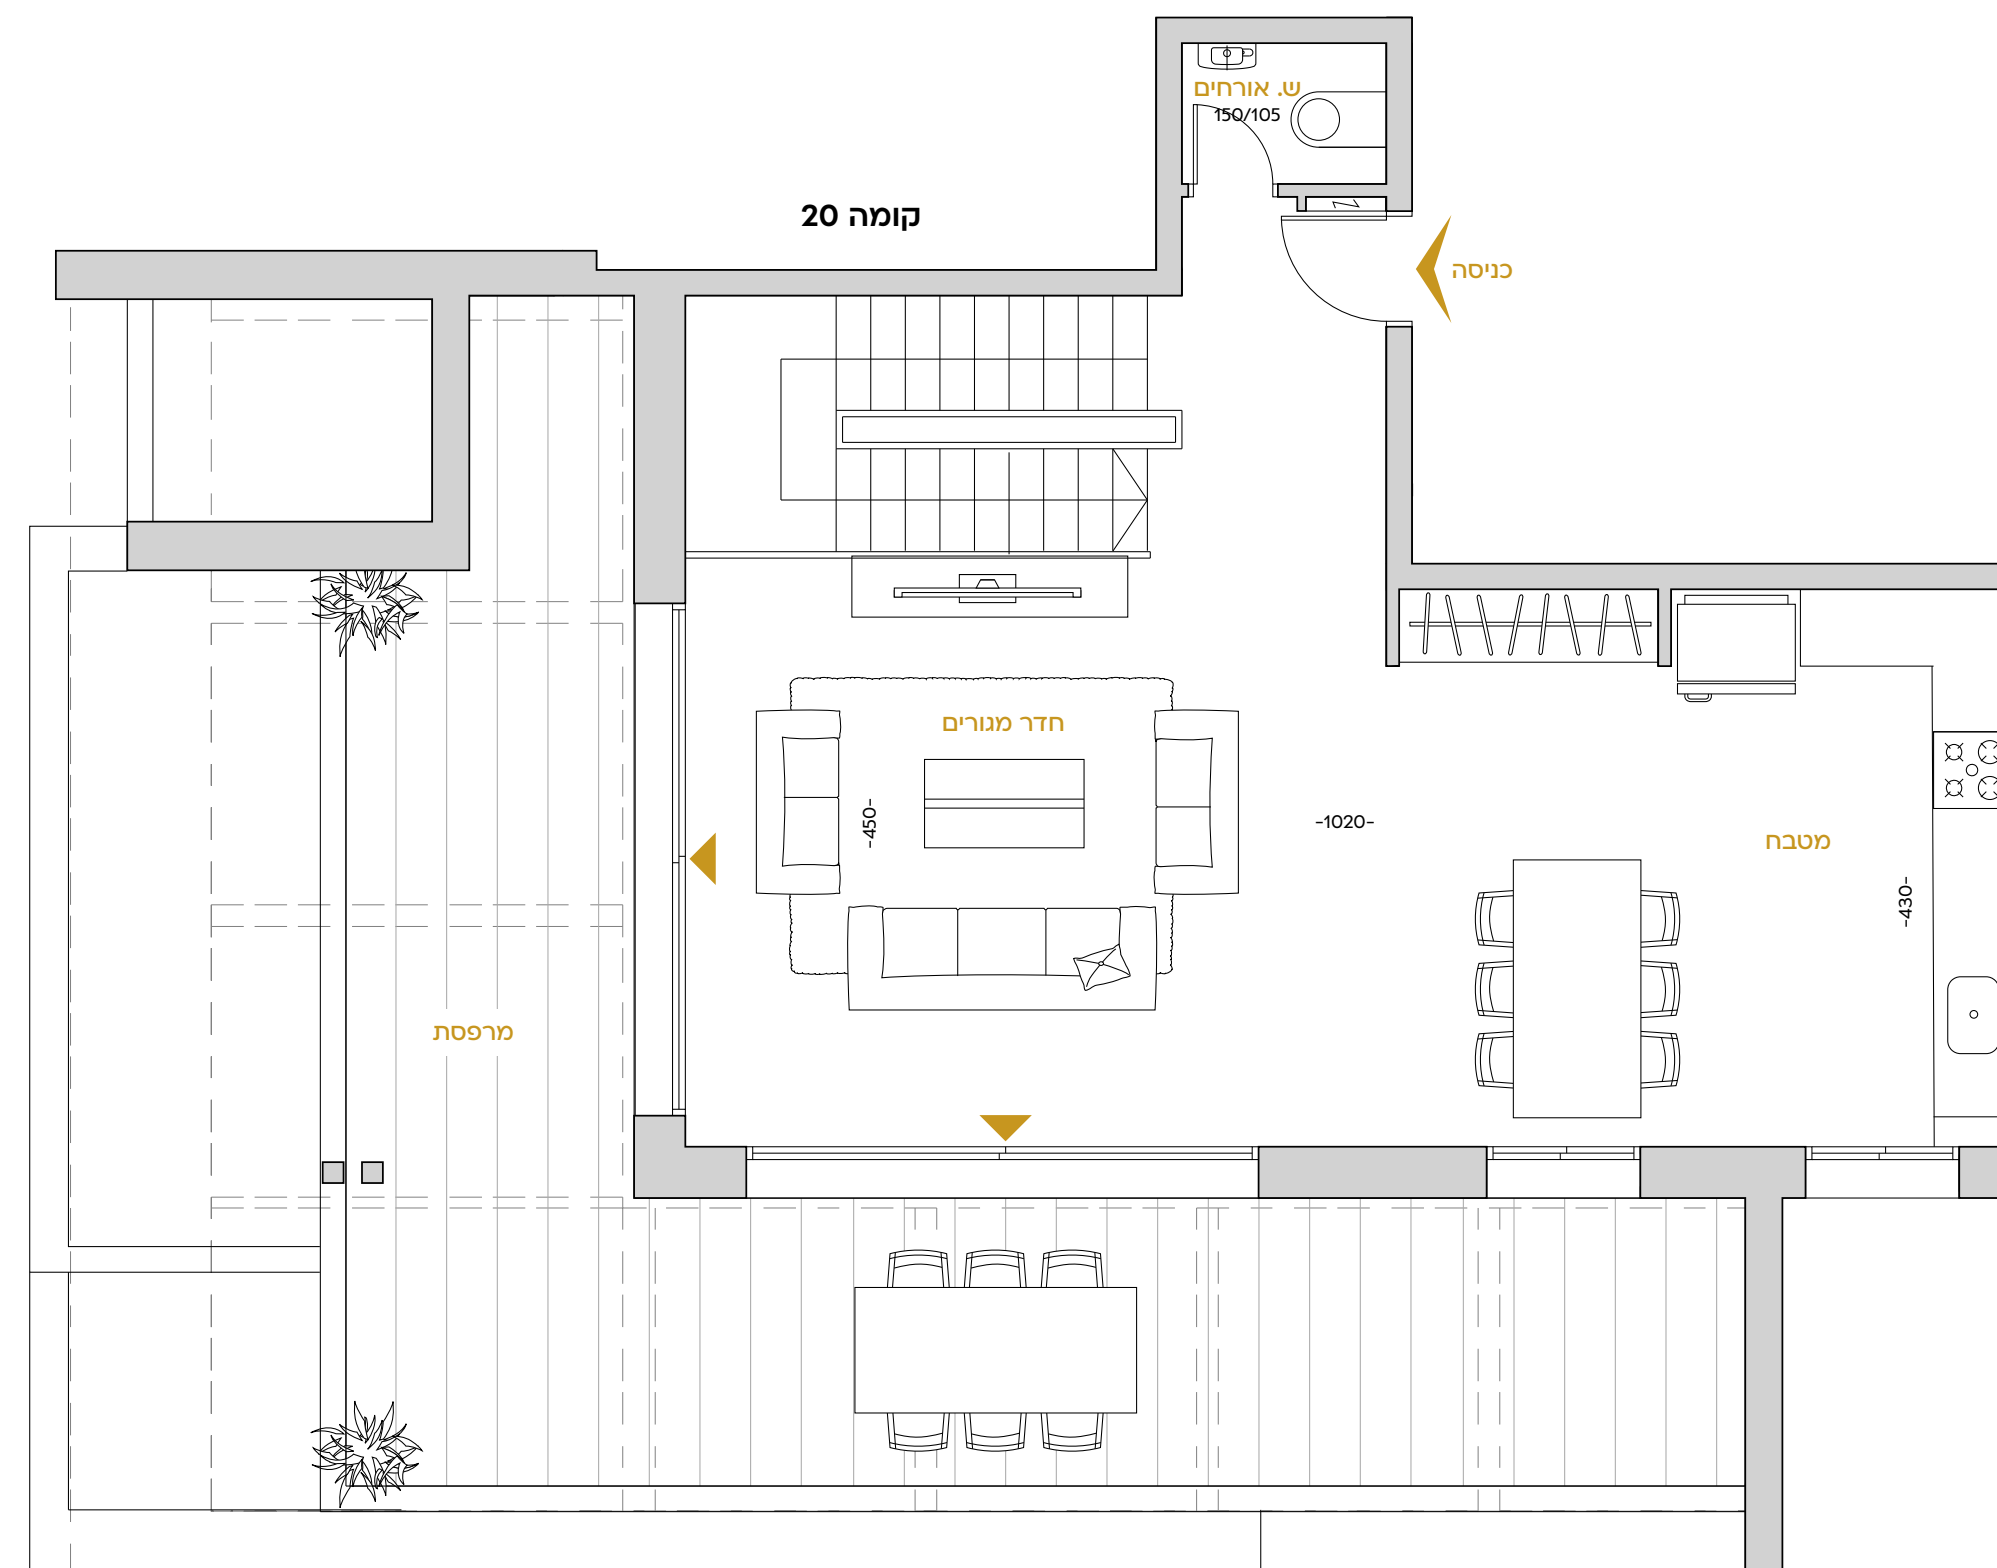 ש. אורחים
150/105
קומה 20
כניסה
חדר מגורים
-450-
-1020-
מטבח
-430-
מרפסת